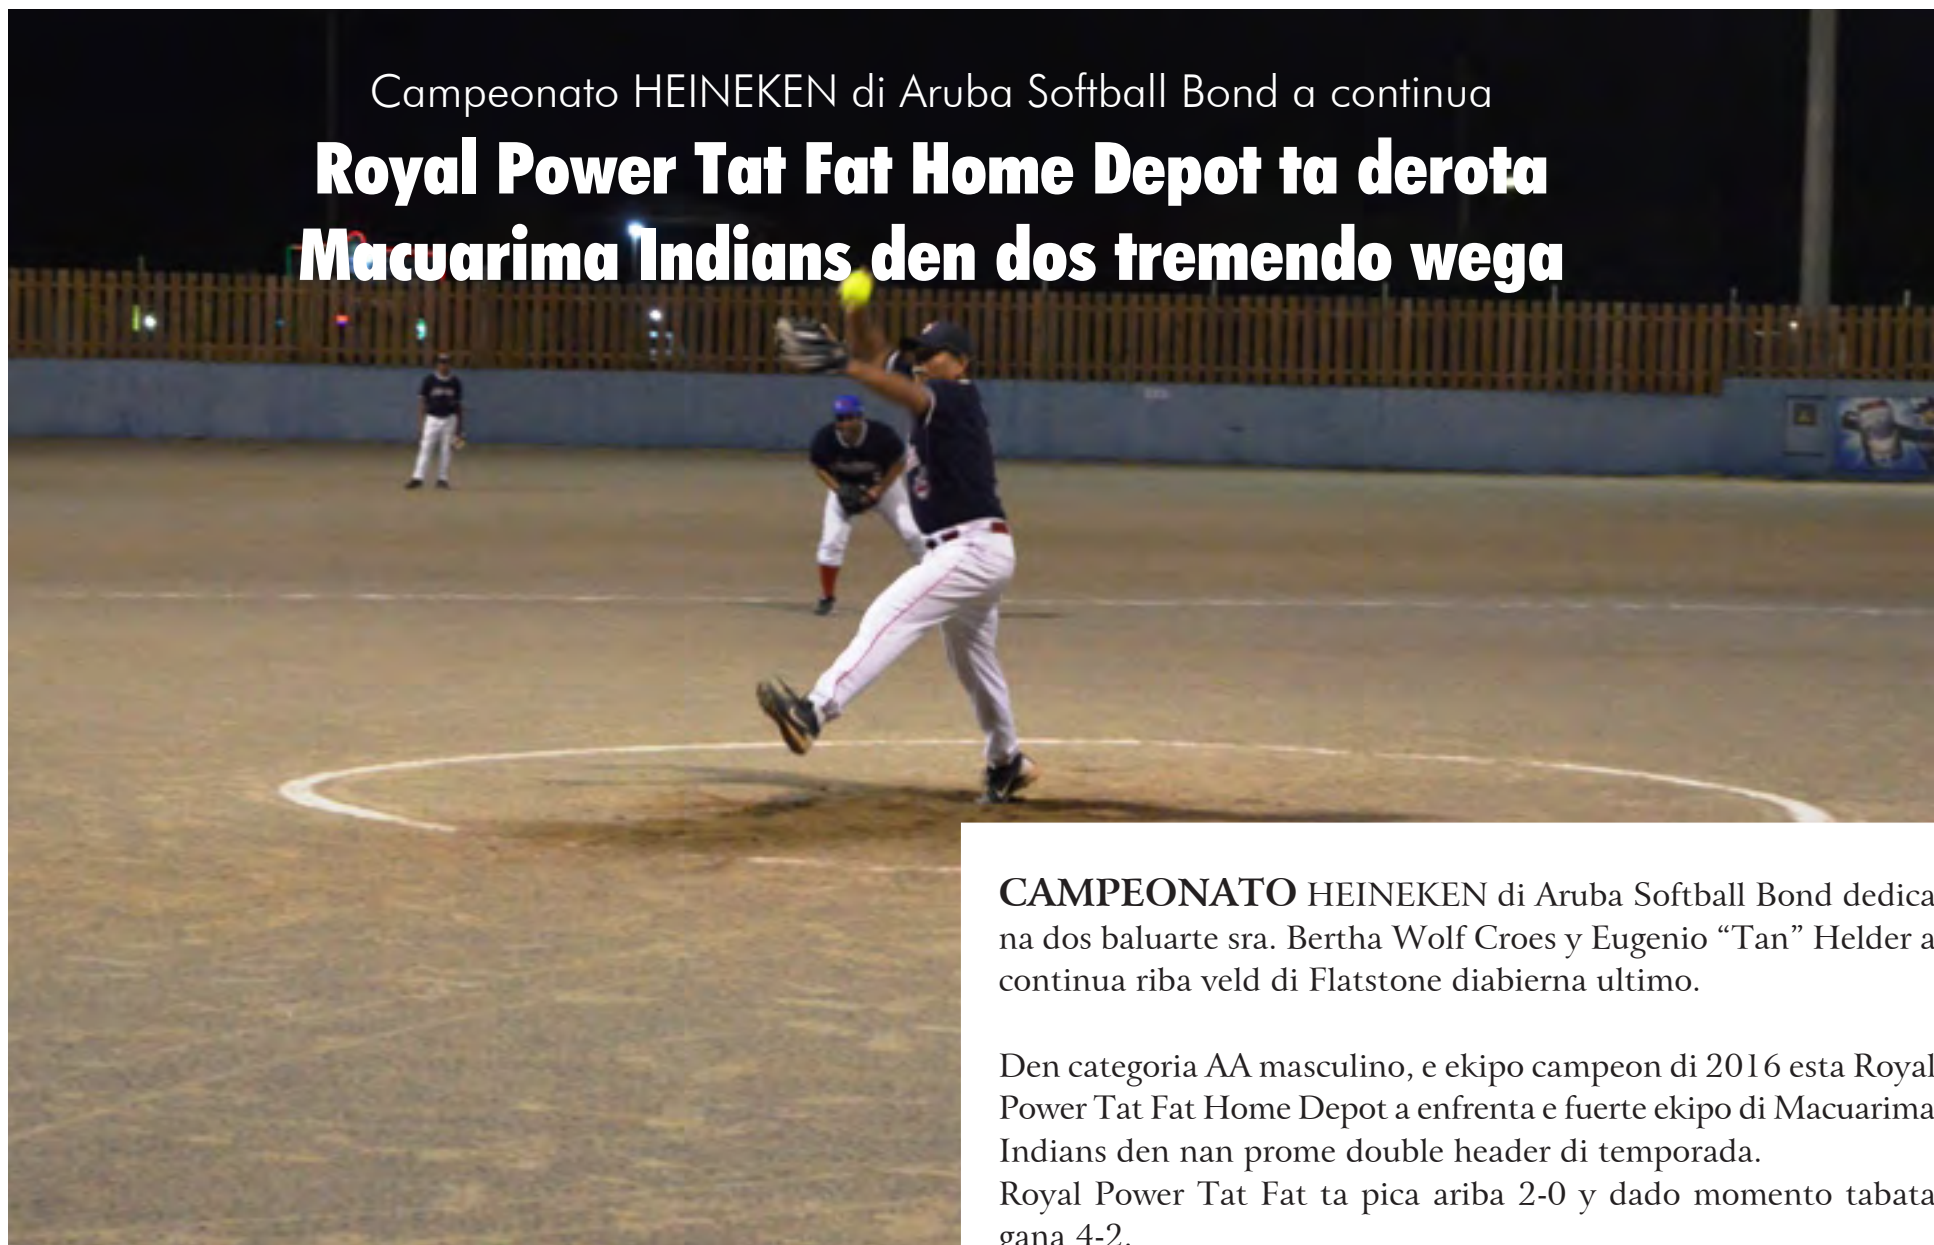 Campeonato HEINEKEN di Aruba Softball Bond a continua
Royal Power Tat Fat Home Depot ta derota
Macuarima Indians den dos tremendo wega
CAMPEONATO HEINEKEN di Aruba Softball Bond dedica
na dos baluarte sra. Bertha Wolf Croes y Eugenio “Tan” Helder a
continua riba veld di Flatstone diabierna ultimo.
Den categoria AA masculino, e ekipo campeon di 2016 esta Royal
Power Tat Fat Home Depot a enfrenta e fuerte ekipo di Macuarima
Indians den nan prome double header di temporada.
Royal Power Tat Fat ta pica ariba 2-0 y dado momento tabata
gana 4-2.